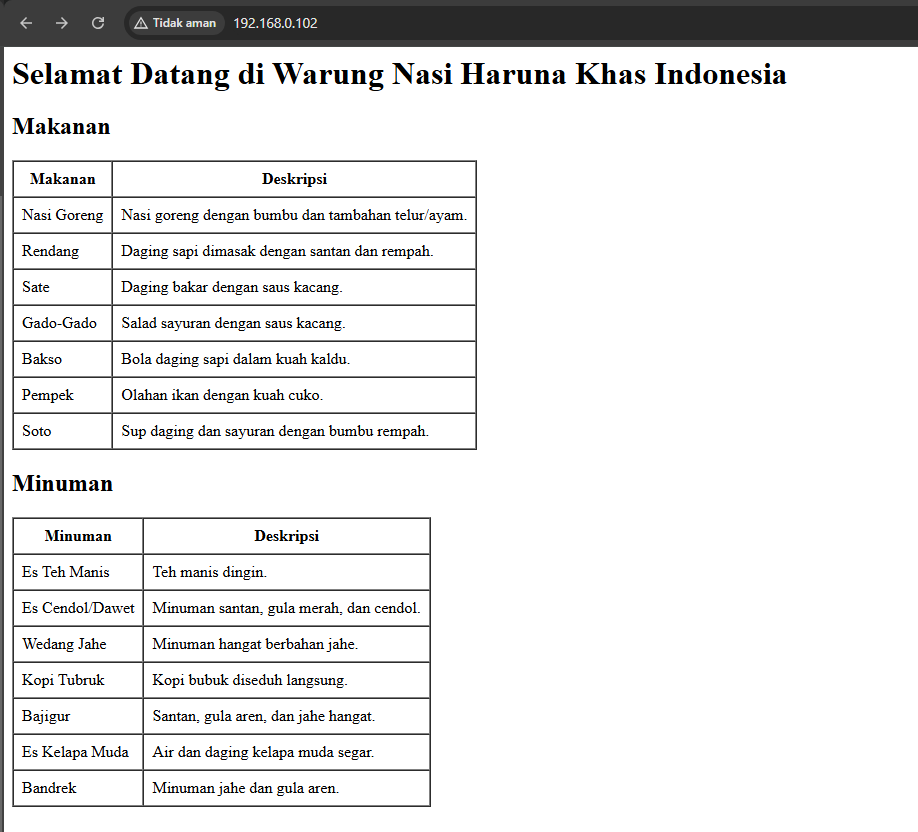 Tidak aman 192.168.0.102
Selamat Datang di Warung Nasi Haruna Khas Indonesia
Makanan
Makanan Deskripsi
Nasi Goreng Nasi goreng dengan bumbu dan tambahan telur/ayam.
Rendang Daging sapi dimasak dengan santan dan rempah.
Sate Daging bakar dengan saus kacang.
Gado-Gado Salad sayuran dengan saus kacang.
Bakso Bola daging sapi dalam kuah kaldu.
Pempek Olahan ikan dengan kuah cuko.
Soto Sup daging dan sayuran dengan bumbu rempah.
Minuman
Minuman Deskripsi
Es Teh Manis Teh manis dingin.
Es Cendol/Dawet Minuman santan, gula merah, dan cendol.
Wedang Jahe Minuman hangat berbahan jahe.
Kopi Tubruk Kopi bubuk diseduh langsung.
Bajigur Santan, gula aren, dan jahe hangat.
Es Kelapa Muda Air dan daging kelapa muda segar.
Bandrek Minuman jahe dan gula aren.